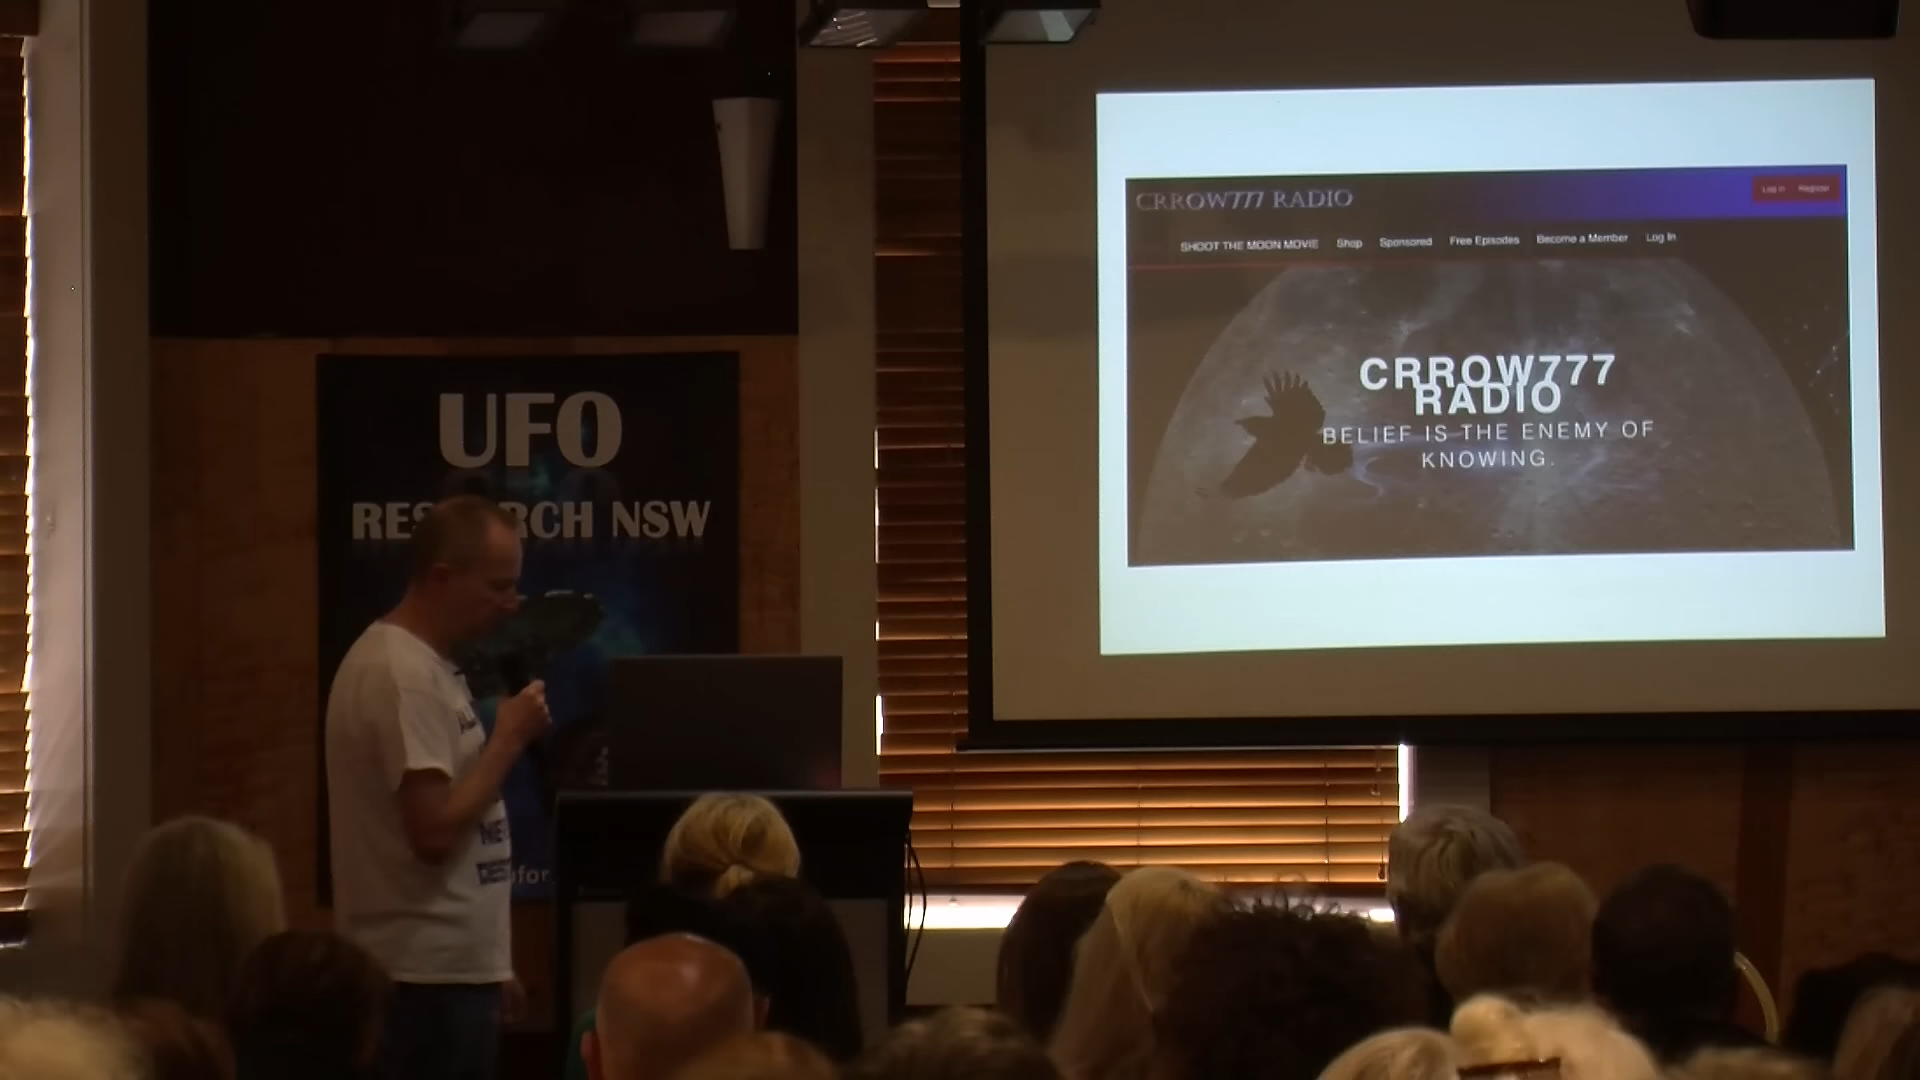 UFO
RESEARCH NSW
CRROW777 RADIO
Log in Register
SHOOT THE MOON MOVIE Shop Sponsored Free Episodes Become a Member Log In
CRROW777
RADIO
BELIEF IS THE ENEMY OF
KNOWING.